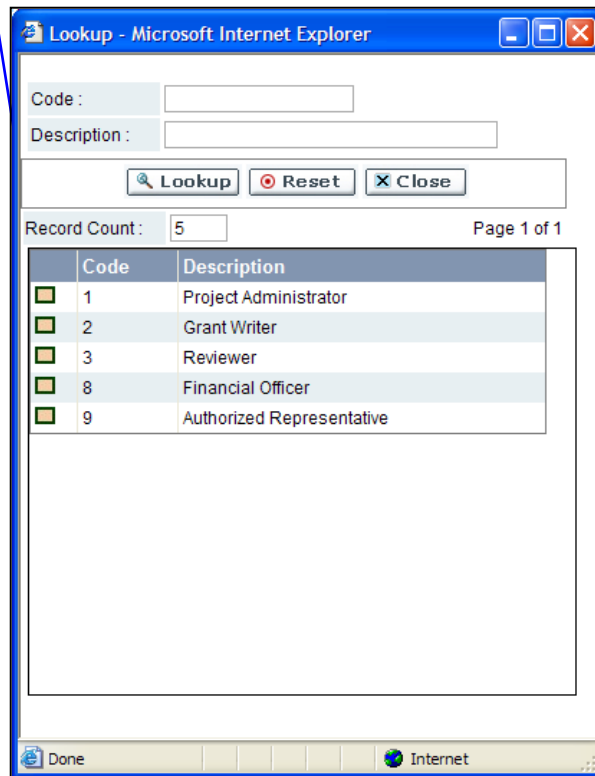 Lookup - Microsoft Internet Explorer
Code :
Description :
Lookup Reset Close
Record Count : 5 Page 1 of 1
Code Description
1 Project Administrator
2 Grant Writer
3 Reviewer
8 Financial Officer
9 Authorized Representative
Done Internet